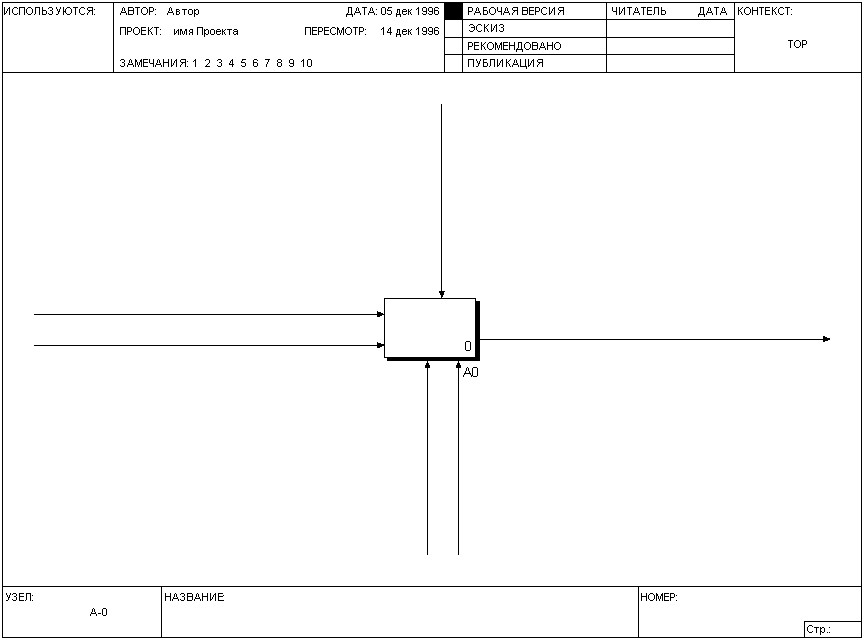 ИСПОЛЬЗУЮТСЯ:
АВТОР: Автор
ДАТА: 05 дек 1996
ПРОЕКТ: имя Проекта
ПЕРЕСМОТР: 14 дек 1996
ЗАМЕЧАНИЯ: 1 2 3 4 5 6 7 8 9 10
РАБОЧАЯ ВЕРСИЯ
ЭСКИЗ
РЕКОМЕНДОВАНО
ПУБЛИКАЦИЯ
ЧИТАТЕЛЬ ДАТА
КОНТЕКСТ:
TOP
0
A0
УЗЕЛ:
A-0
НАЗВАНИЕ:
НОМЕР:
Стр.: